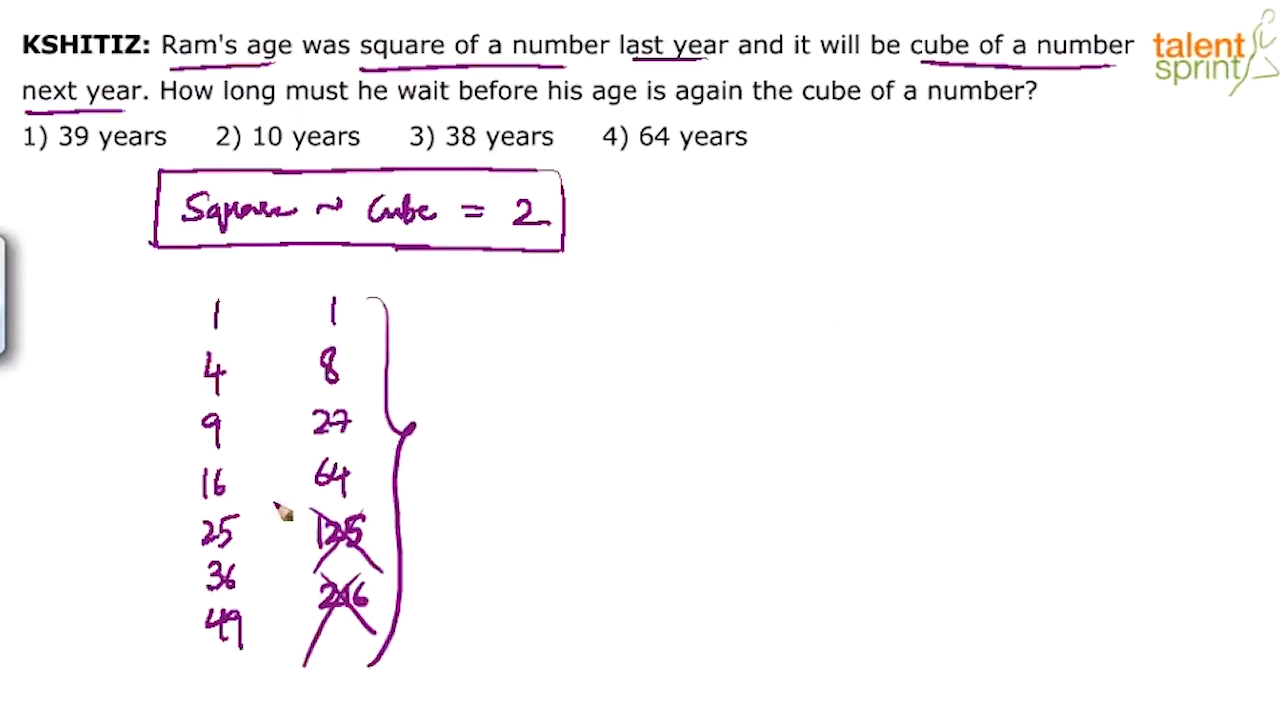 KSHITIZ: Ram's age was square of a number last year and it will be cube of a number
next year. How long must he wait before his age is again the cube of a number?
1) 39 years 2) 10 years 3) 38 years 4) 64 years
talent
sprint
Square ~ Cube = 2
1 1
4 8
9 27
16 64
25 125
36 216
49